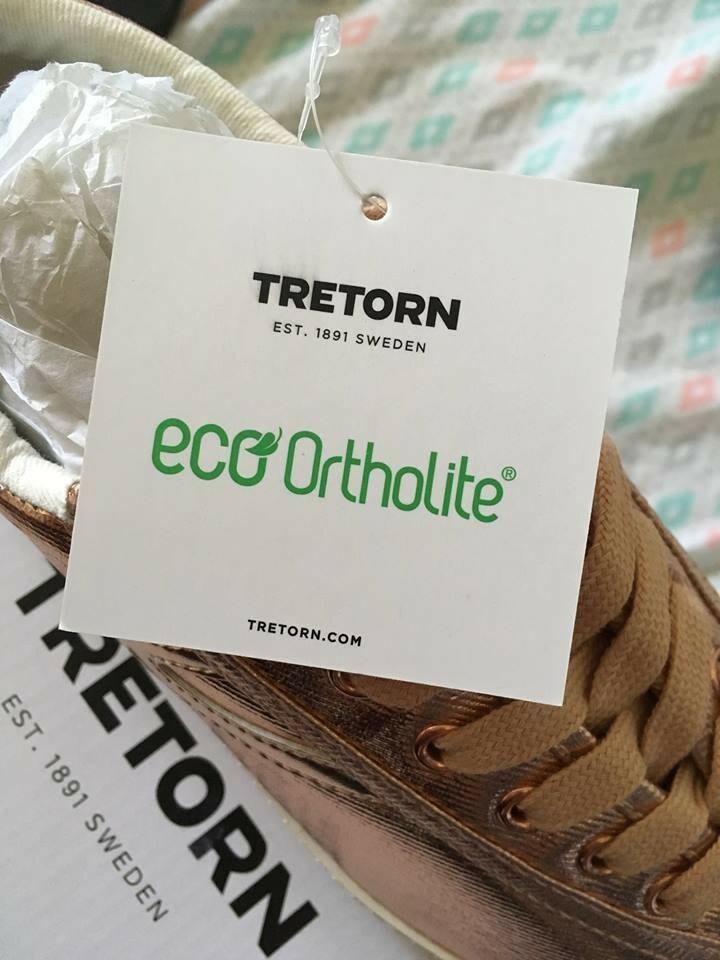 TRETORN
EST. 1891 SWEDEN
eco Ortholite®
TRETORN.COM
TRETORN
EST. 1891 SWEDEN